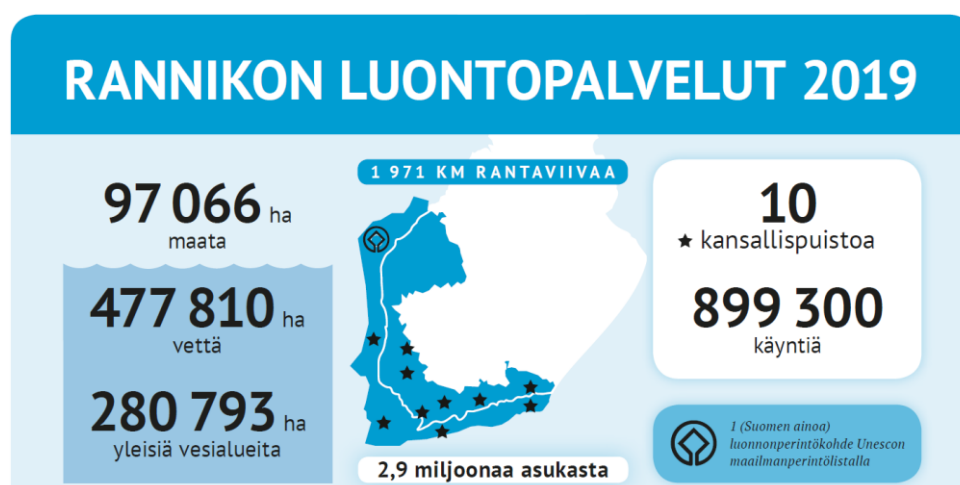 RANNIKON LUONTOPALVELUT 2019
97 066 ha
maata
477 810 ha
vettä
280 793 ha
yleisiä vesialueita
1 971 KM RANTAVIIVAA
2,9 miljoonaa asukasta
10
kansallispuistoa
899 300
käyntiä
1 (Suomen ainoa)
luonnonperintökohde Unescon
maailmanperintölistalla